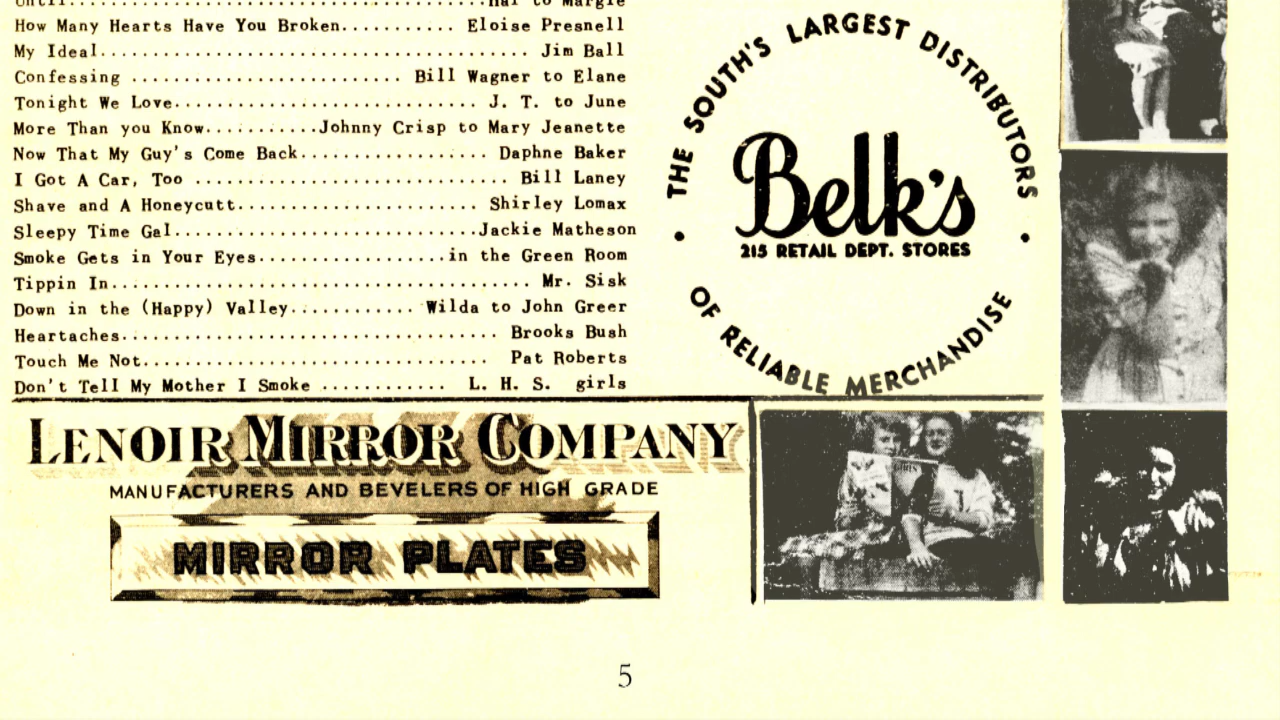 Until..............................Hal to Margie
How Many Hearts Have You Broken........... Eloise Presnell
My Ideal......................................... Jim Ball
Confessing .......................... Bill Wagner to Elane
Tonight We Love............................. J. T. to June
More Than you Know...........Johnny Crisp to Mary Jeanette
Now That My Guy's Come Back.................. Daphne Baker
I Got A Car, Too .............................. Bill Laney
Shave and A Honeycutt....................... Shirley Lomax
Sleepy Time Gal.............................Jackie Matheson
Smoke Gets in Your Eyes..................in the Green Room
Tippin In.......................................... Mr. Sisk
Down in the (Happy) Valley............ Wilda to John Greer
Heartaches.................................... Brooks Bush
Touch Me Not................................. Pat Roberts
Don't Tell My Mother I Smoke ............ L. H. S. girls
THE SOUTH'S LARGEST DISTRIBUTORS
Belk's
215 RETAIL DEPT. STORES
OF RELIABLE MERCHANDISE
LENOIR MIRROR COMPANY
MANUFACTURERS AND BEVELERS OF HIGH GRADE
MIRROR PLATES
5